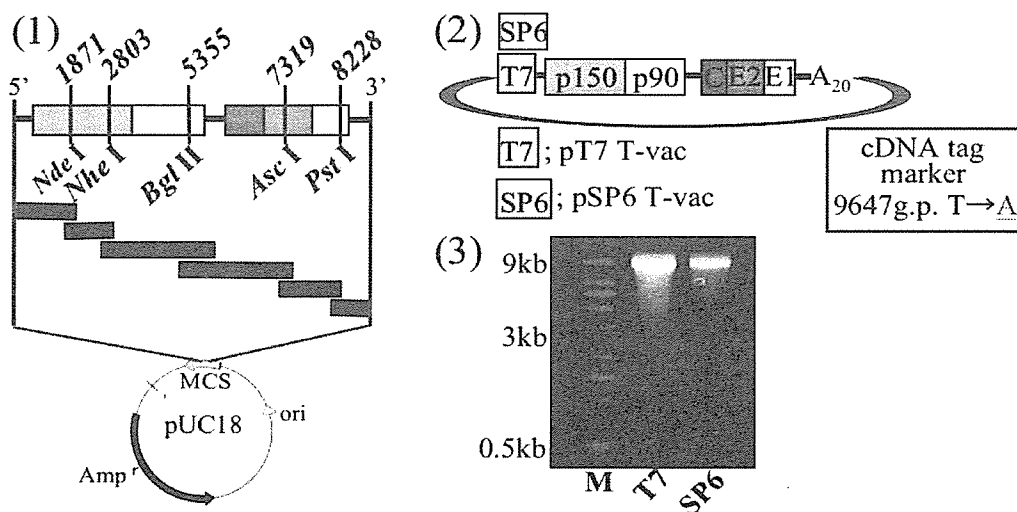 (1)
1871
2803
5355
7319
8228
5’
3’
Nde I
Nhe I
Bgl II
Asc I
Pst I
MCS
pUC18
ori
Amp r
(2)
SP6
T7 p150 p90 C E2 E1 A20
T7 ; pT7 T-vac
SP6 ; pSP6 T-vac
cDNA tag
marker
9647g.p. T→A
(3)
9kb
3kb
0.5kb
M T7 SP6